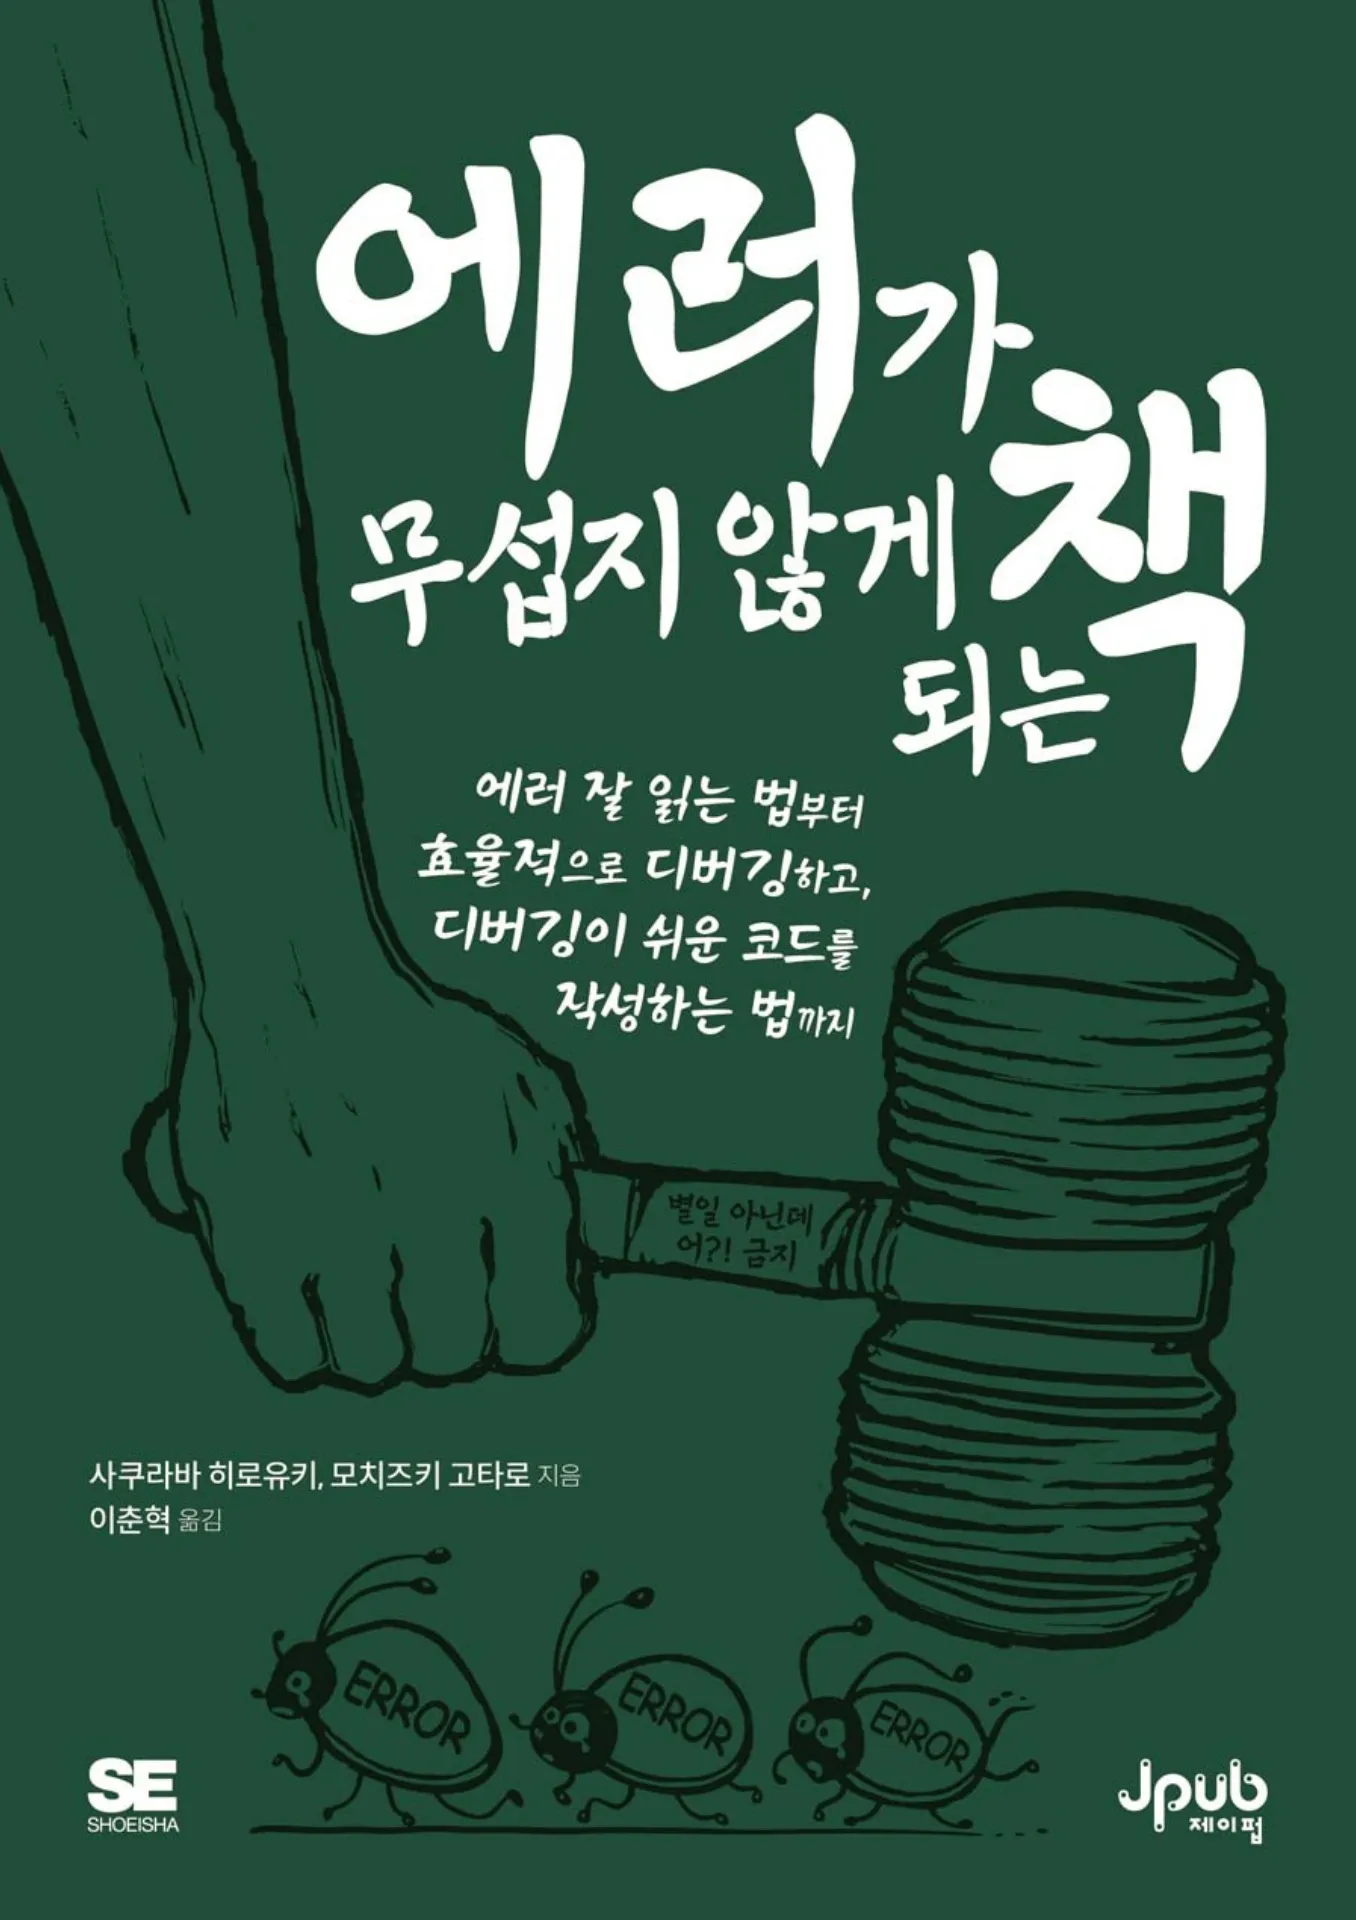 에러가
무섭지 않게
되는
책
에러 잘 읽는 법부터
효율적으로 디버깅하고,
디버깅이 쉬운 코드를
작성하는 법까지
별일 아닌데
어?! 금지
사쿠라바 히로유키, 모치즈키 고타로 지음
이춘혁 옮김
ERROR
ERROR
ERROR
SE
SHOEISHA
Jpub
제이펍